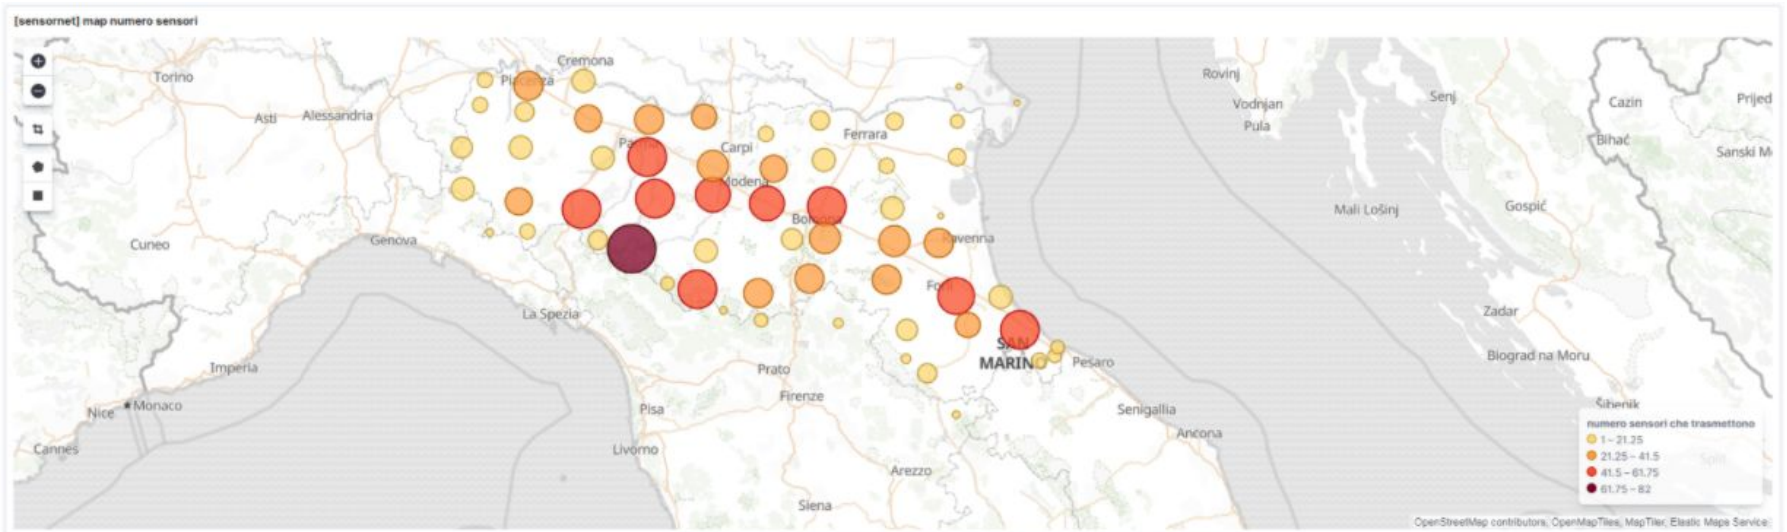 [sensornet] map numero sensori
Cremona
Torino
Piacenza
Rovinj
Senj
Vodnjan
Cazin
Prijed
Asti
Alessandria
Pula
Ferrara
Bihać
Carpi
Sanski M
Modena
Mali Lošinj
Gospić
Bologna
Cuneo
Genova
Ravenna
Forlì
La Spezia
Zadar
SAN
MARINO
Pesaro
Biograd na Moru
Imperia
Prato
Firenze
Nice
Monaco
Pisa
Senigallia
Šibenik
Cannes
Livorno
Ancona
Arezzo
Split
Siena
numero sensori che trasmettono
1 – 21.25
21.25 – 41.5
41.5 – 61.75
61.75 – 82
OpenStreetMap contributors, OpenMapTiles, MapTiler, Elastic Maps Service